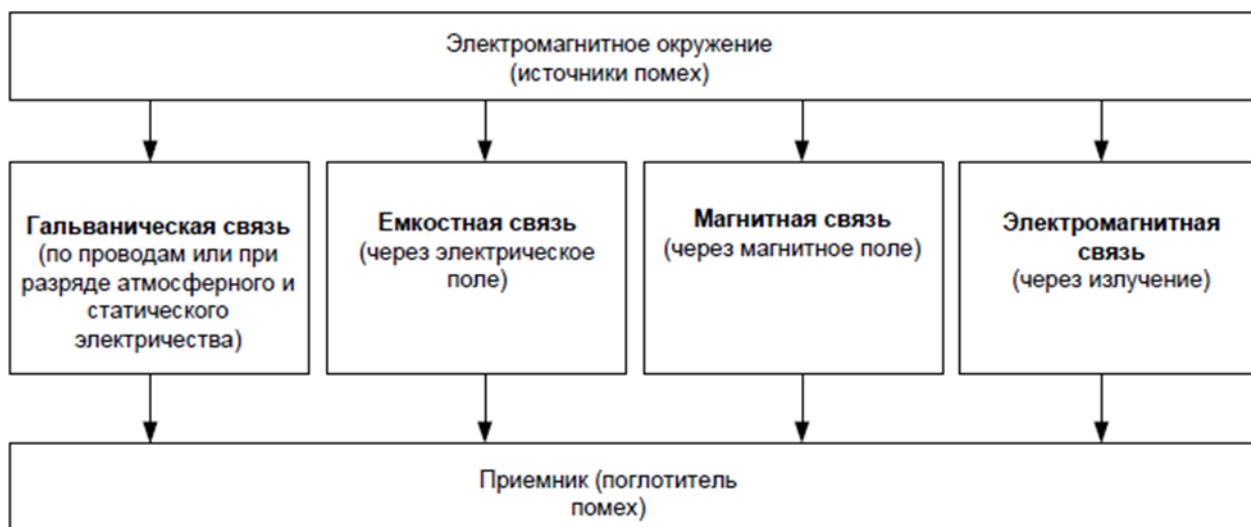 Электромагнитное окружение
(источники помех)
Гальваническая связь
(по проводам или при
разряде атмосферного и
статического
электричества)
Емкостная связь
(через электрическое
поле)
Магнитная связь
(через магнитное поле)
Электромагнитная
связь
(через излучение)
Приемник (поглотитель
помех)